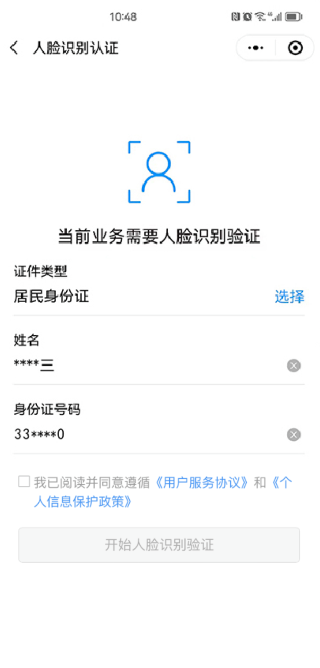 10:48
人脸识别认证
当前业务需要人脸识别验证
证件类型
居民身份证 选择
姓名
****三
身份证号码
33****0
我已阅读并同意遵循《用户服务协议》和《个
人信息保护政策》
开始人脸识别验证